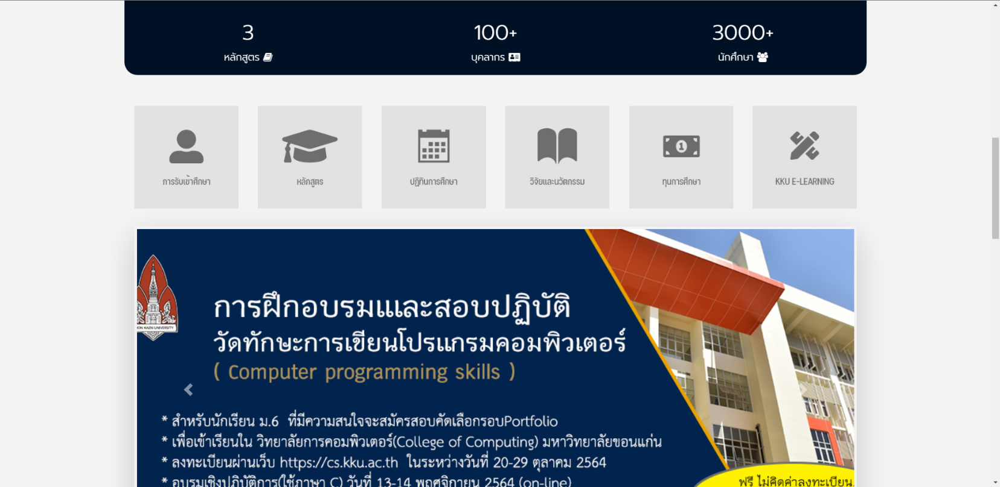 3
100+
3000+
หลักสูตร
บุคลากร
นักศึกษา
การรับเข้าศึกษา
หลักสูตร
ปฏิทินการศึกษา
วิจัยและนวัตกรรม
ทุนการศึกษา
KKU E-LEARNING
การฝึกอบรมและสอบปฏิบัติ
วัดทักษะการเขียนโปรแกรมคอมพิวเตอร์
( Computer programming skills )
* สำหรับนักเรียน ม.6 ที่มีความสนใจจะสมัครสอบคัดเลือกรอบPortfolio
* เพื่อเข้าเรียนใน วิทยาลัยการคอมพิวเตอร์(College of Computing) มหาวิทยาลัยขอนแก่น
* ลงทะเบียนผ่านเว็บ https://cs.kku.ac.th ในระหว่างวันที่ 20-29 ตุลาคม 2564
* อบรมเชิงปฏิบัติการ(ใช้ภาษา C) วันที่ 13-14 พฤศจิกายน 2564 (on-line)
ฟรี ไม่คิดค่าลงทะเบียน